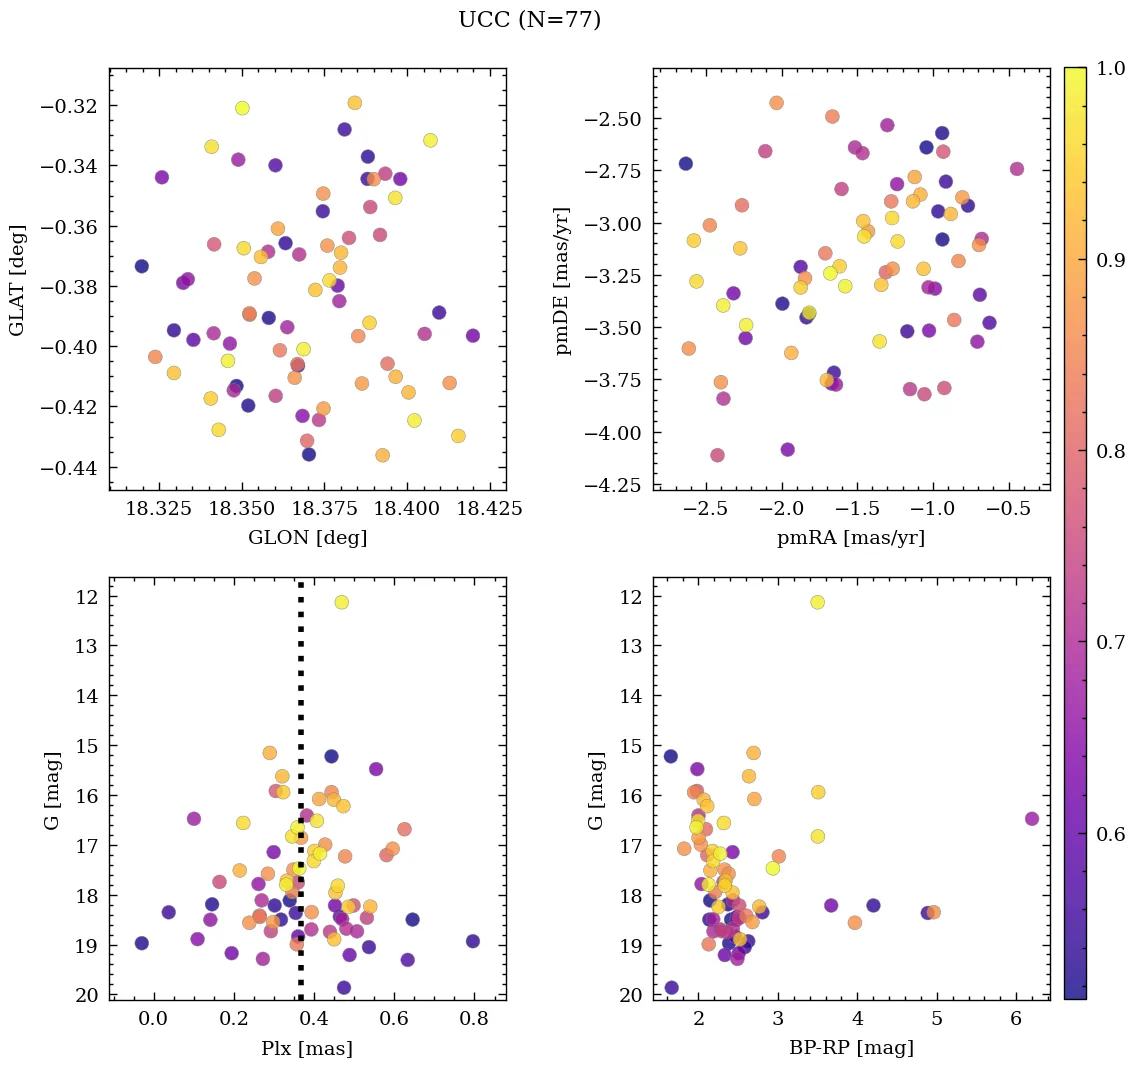 UCC (N=77)
−0.32
−0.34
−0.36
−0.38
−0.40
−0.42
−0.44
GLAT [deg]
18.325 18.350 18.375 18.400 18.425
GLON [deg]
−2.50
−2.75
−3.00
−3.25
−3.50
−3.75
−4.00
−4.25
pmDE [mas/yr]
−2.5 −2.0 −1.5 −1.0 −0.5
pmRA [mas/yr]
12
13
14
15
16
17
18
19
20
G [mag]
0.0 0.2 0.4 0.6 0.8
Plx [mas]
12
13
14
15
16
17
18
19
20
G [mag]
2 3 4 5 6
BP-RP [mag]
1.0
0.9
0.8
0.7
0.6